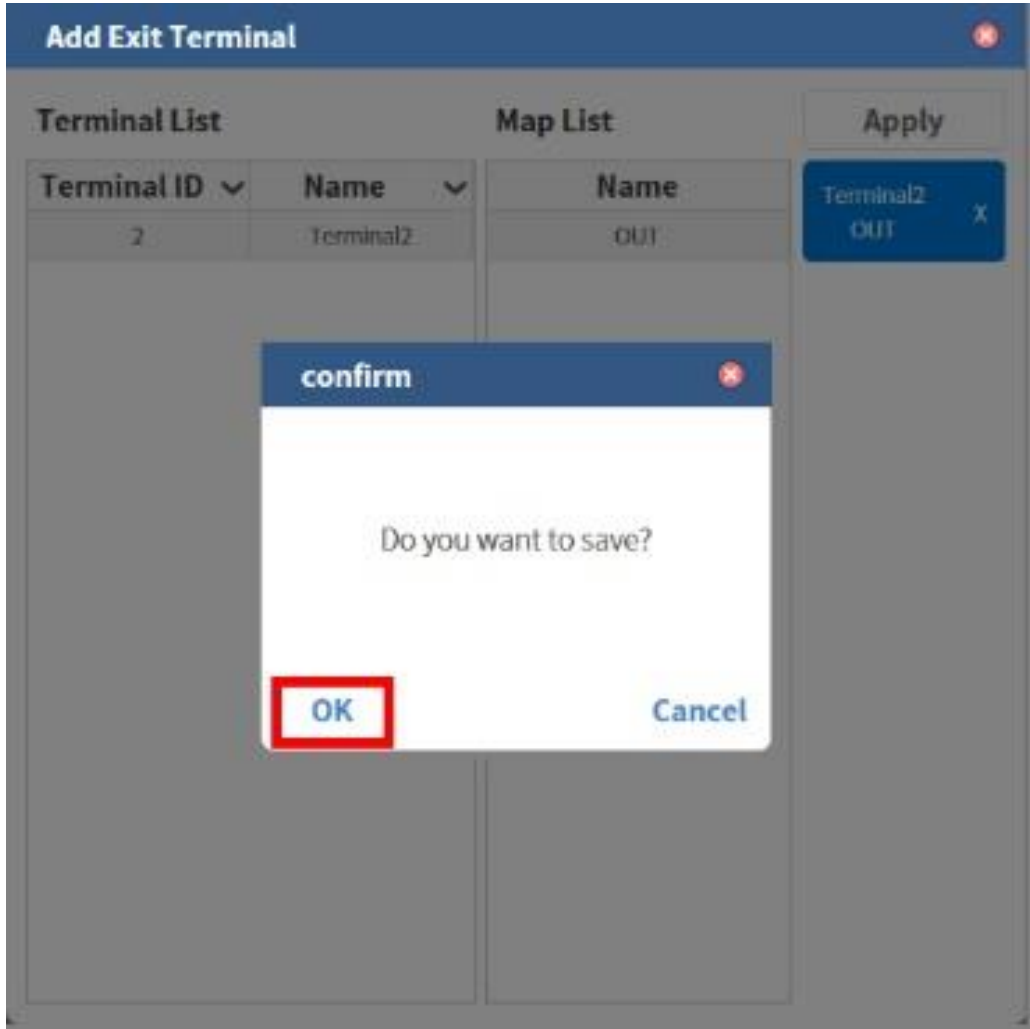 Add Exit Terminal
Terminal List Map List Apply
Terminal ID Name Name
2 Terminal2 OUT
Terminal2
OUT X
confirm
Do you want to save?
OK Cancel